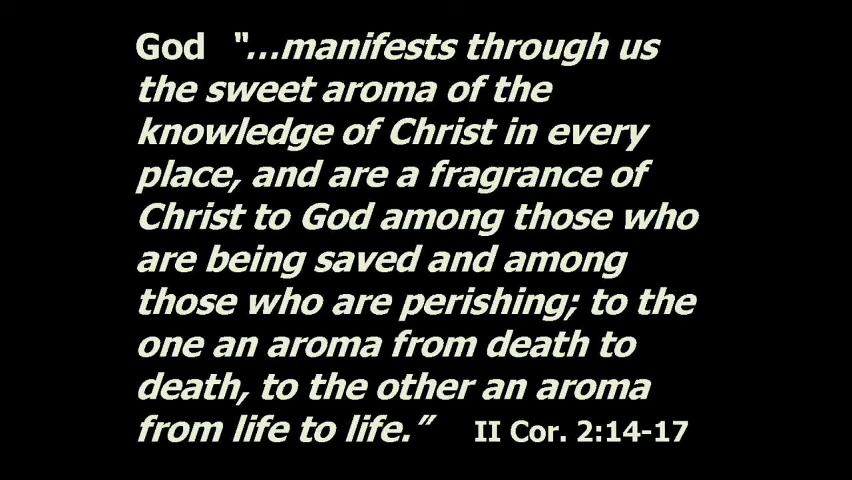 God “…manifests through us
the sweet aroma of the
knowledge of Christ in every
place, and are a fragrance of
Christ to God among those who
are being saved and among
those who are perishing; to the
one an aroma from death to
death, to the other an aroma
from life to life.” II Cor. 2:14-17